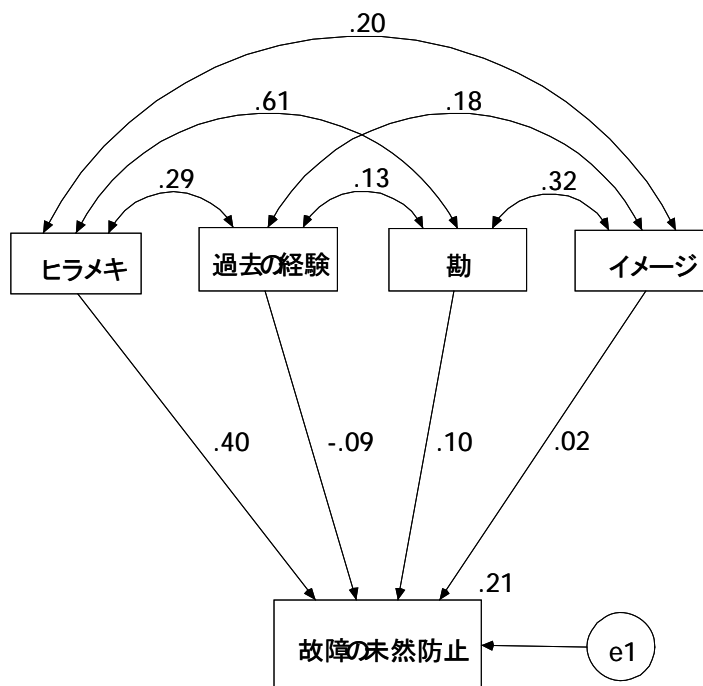 .20
.61
.18
.29
.13
.32
ヒラメキ
過去の経験
勘
イメージ
.40
-.09
.10
.02
.21
故障の未然防止
e1